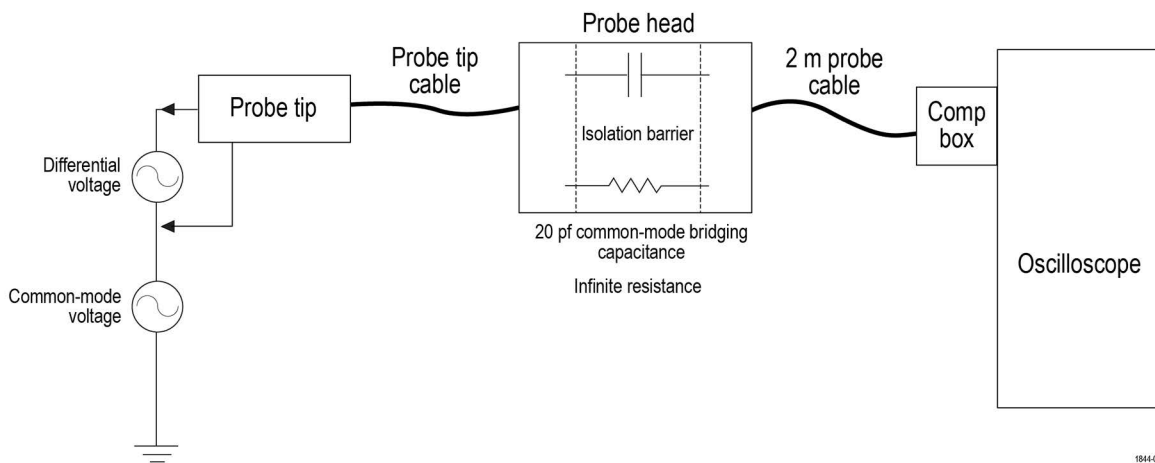 Probe head
Probe tip
cable
2 m probe
cable
Probe tip
Comp
box
Isolation barrier
Differential
voltage
20 pf common-mode bridging
capacitance
Infinite resistance
Oscilloscope
Common-mode
voltage